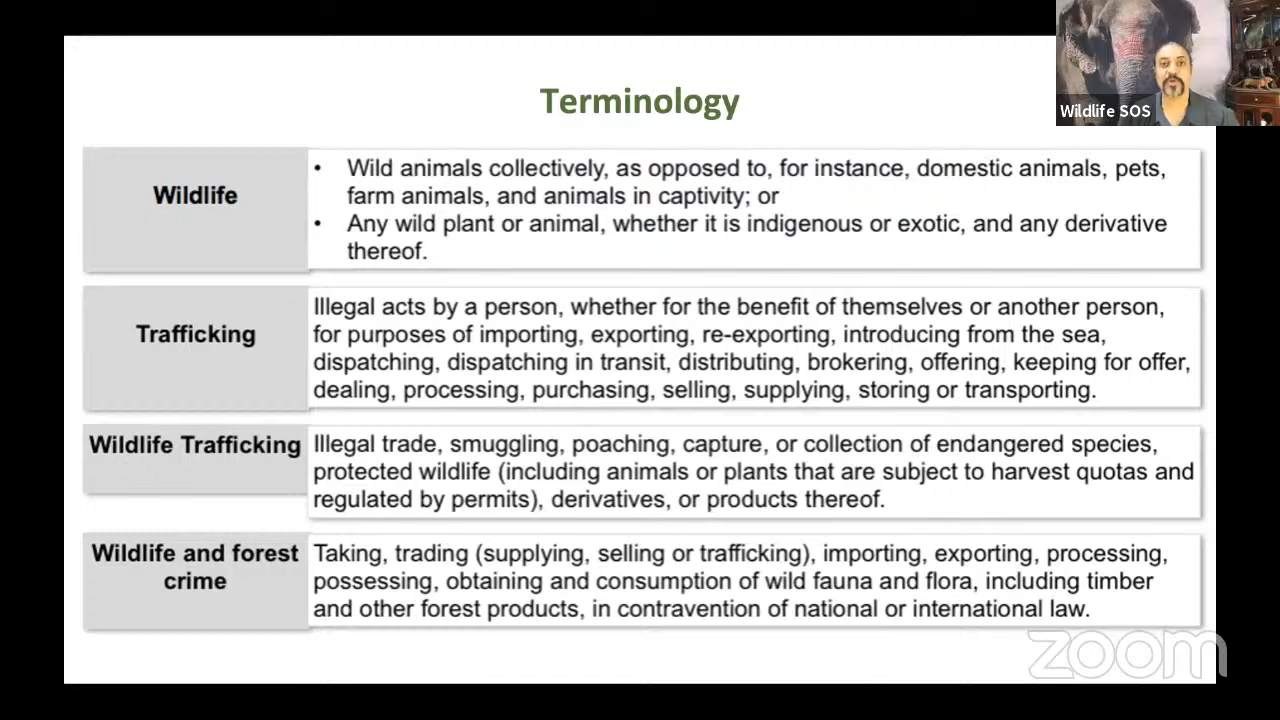 Terminology
Wildlife SOS
Wildlife
• Wild animals collectively, as opposed to, for instance, domestic animals, pets,
farm animals, and animals in captivity; or
• Any wild plant or animal, whether it is indigenous or exotic, and any derivative
thereof.
Trafficking
Illegal acts by a person, whether for the benefit of themselves or another person,
for purposes of importing, exporting, re-exporting, introducing from the sea,
dispatching, dispatching in transit, distributing, brokering, offering, keeping for offer,
dealing, processing, purchasing, selling, supplying, storing or transporting.
Wildlife Trafficking
Illegal trade, smuggling, poaching, capture, or collection of endangered species,
protected wildlife (including animals or plants that are subject to harvest quotas and
regulated by permits), derivatives, or products thereof.
Wildlife and forest
crime
Taking, trading (supplying, selling or trafficking), importing, exporting, processing,
possessing, obtaining and consumption of wild fauna and flora, including timber
and other forest products, in contravention of national or international law.
zoom